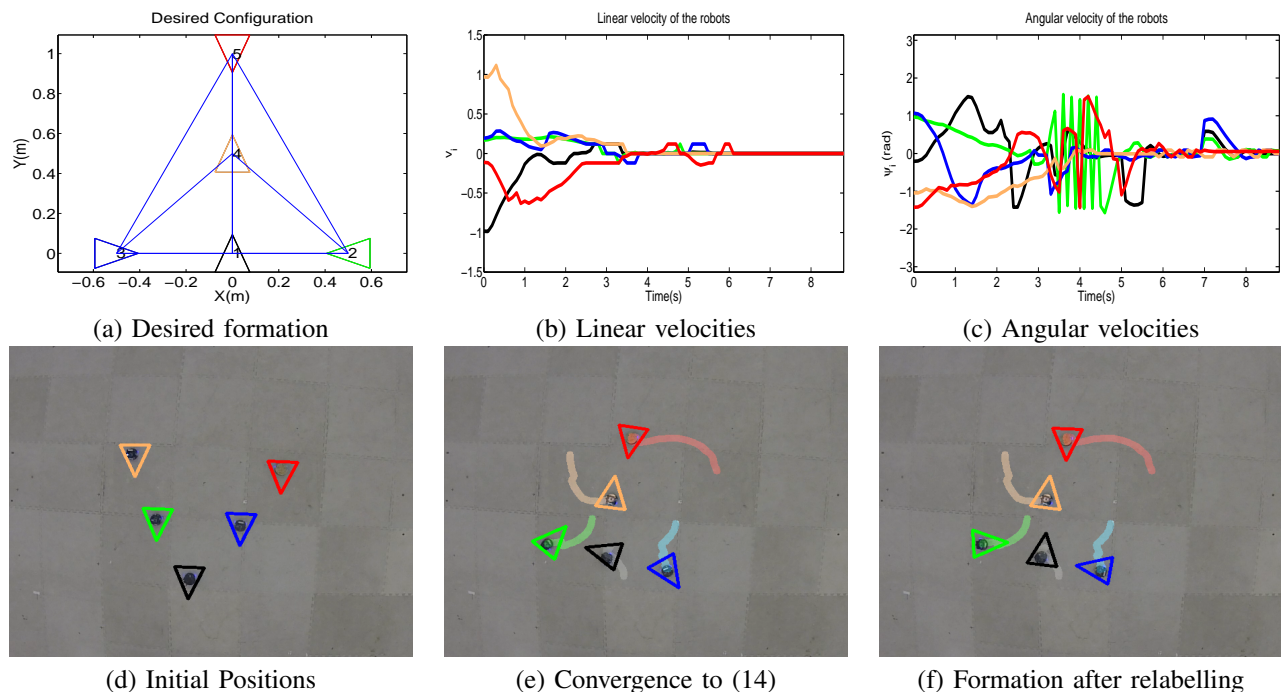 Desired Configuration
Y(m)
1
0.8
0.6
0.4
0.2
0
−0.6 −0.4 −0.2 0 0.2 0.4 0.6
X(m)
5
4
3
1
2
(a) Desired formation
Linear velocity of the robots
v_i
1.5
1
0.5
0
−0.5
−1
−1.5
0 1 2 3 4 5 6 7 8
Time(s)
(b) Linear velocities
Angular velocity of the robots
Ψ_i (rad)
3
2
1
0
−1
−2
−3
0 1 2 3 4 5 6 7 8
Time(s)
(c) Angular velocities
(d) Initial Positions
(e) Convergence to (14)
(f) Formation after relabelling